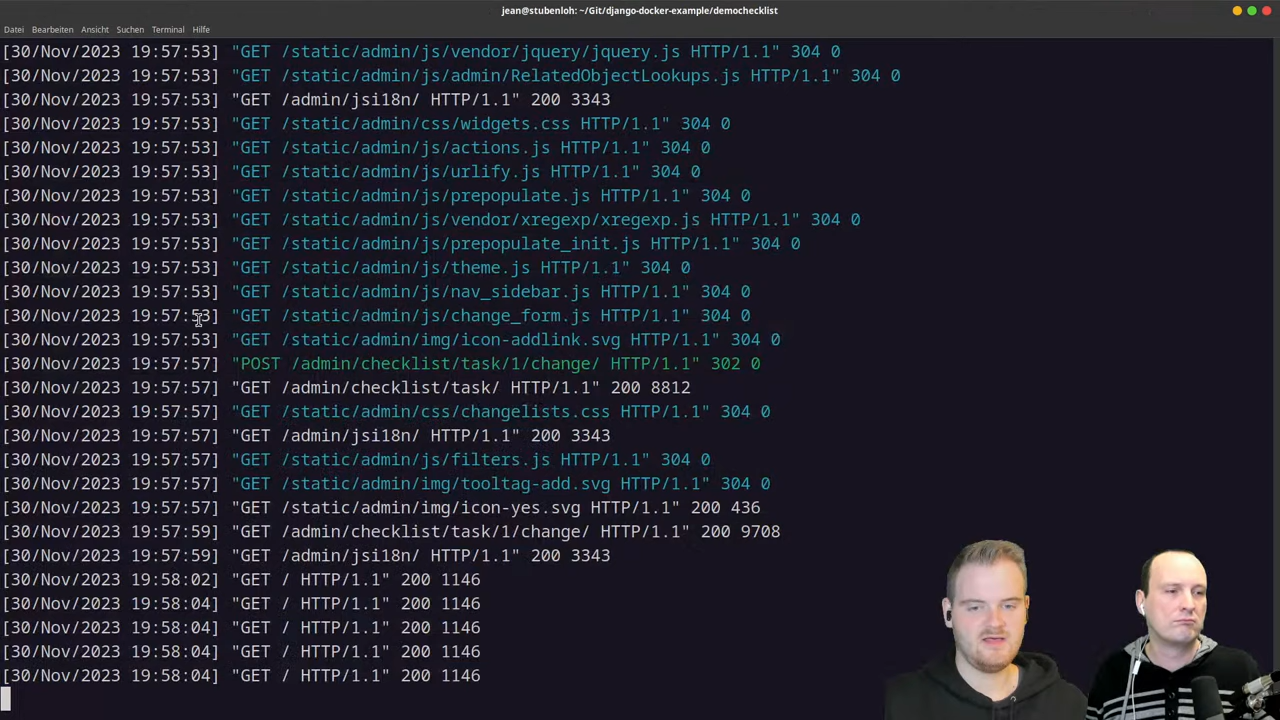 jean@stubenloh: ~/Git/django-docker-example/demochecklist
Datei Bearbeiten Ansicht Suchen Terminal Hilfe
[30/Nov/2023 19:57:53] "GET /static/admin/js/vendor/jquery/jquery.js HTTP/1.1" 304 0
[30/Nov/2023 19:57:53] "GET /static/admin/js/admin/RelatedObjectLookups.js HTTP/1.1" 304 0
[30/Nov/2023 19:57:53] "GET /admin/jsi18n/ HTTP/1.1" 200 3343
[30/Nov/2023 19:57:53] "GET /static/admin/css/widgets.css HTTP/1.1" 304 0
[30/Nov/2023 19:57:53] "GET /static/admin/js/actions.js HTTP/1.1" 304 0
[30/Nov/2023 19:57:53] "GET /static/admin/js/urlify.js HTTP/1.1" 304 0
[30/Nov/2023 19:57:53] "GET /static/admin/js/prepopulate.js HTTP/1.1" 304 0
[30/Nov/2023 19:57:53] "GET /static/admin/js/vendor/xregexp/xregexp.js HTTP/1.1" 304 0
[30/Nov/2023 19:57:53] "GET /static/admin/js/prepopulate_init.js HTTP/1.1" 304 0
[30/Nov/2023 19:57:53] "GET /static/admin/js/theme.js HTTP/1.1" 304 0
[30/Nov/2023 19:57:53] "GET /static/admin/js/nav_sidebar.js HTTP/1.1" 304 0
[30/Nov/2023 19:57:53] "GET /static/admin/js/change_form.js HTTP/1.1" 304 0
[30/Nov/2023 19:57:53] "GET /static/admin/img/icon-addlink.svg HTTP/1.1" 304 0
[30/Nov/2023 19:57:57] "POST /admin/checklist/task/1/change/ HTTP/1.1" 302 0
[30/Nov/2023 19:57:57] "GET /admin/checklist/task/ HTTP/1.1" 200 8812
[30/Nov/2023 19:57:57] "GET /static/admin/css/changelists.css HTTP/1.1" 304 0
[30/Nov/2023 19:57:57] "GET /admin/jsi18n/ HTTP/1.1" 200 3343
[30/Nov/2023 19:57:57] "GET /static/admin/js/filters.js HTTP/1.1" 304 0
[30/Nov/2023 19:57:57] "GET /static/admin/img/tooltag-add.svg HTTP/1.1" 304 0
[30/Nov/2023 19:57:57] "GET /static/admin/img/icon-yes.svg HTTP/1.1" 200 436
[30/Nov/2023 19:57:59] "GET /admin/checklist/task/1/change/ HTTP/1.1" 200 9708
[30/Nov/2023 19:57:59] "GET /admin/jsi18n/ HTTP/1.1" 200 3343
[30/Nov/2023 19:58:02] "GET / HTTP/1.1" 200 1146
[30/Nov/2023 19:58:04] "GET / HTTP/1.1" 200 1146
[30/Nov/2023 19:58:04] "GET / HTTP/1.1" 200 1146
[30/Nov/2023 19:58:04] "GET / HTTP/1.1" 200 1146
[30/Nov/2023 19:58:04] "GET / HTTP/1.1" 200 1146